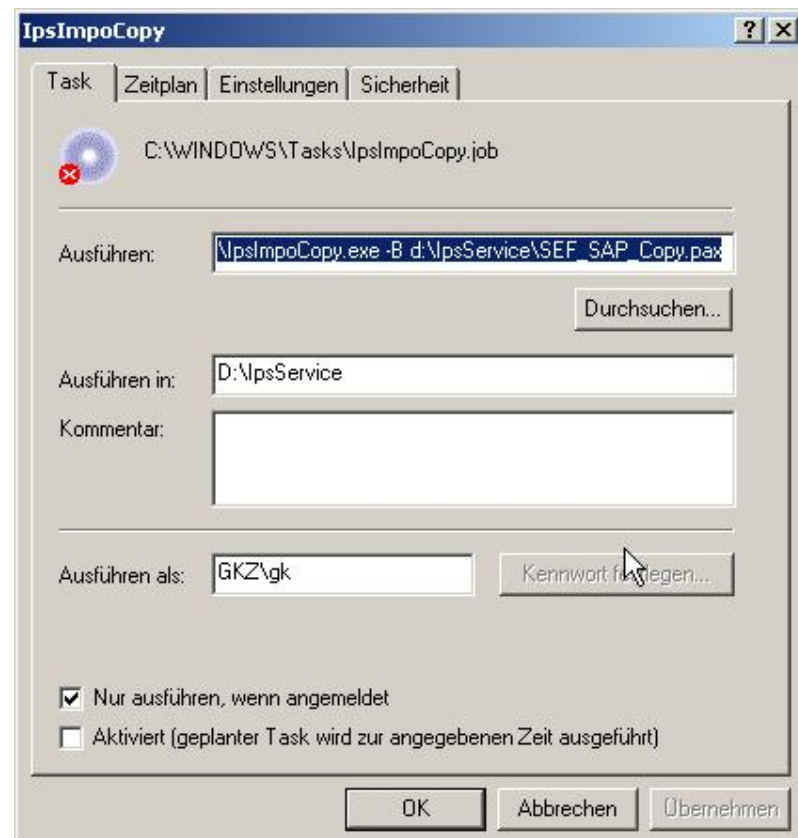 IpsImpoCopy
Task Zeitplan Einstellungen Sicherheit
C:\WINDOWS\Tasks\IpsImpoCopy.job
Ausführen: \IpsImpoCopy.exe -B d:\IpsService\SEF_SAP_Copy.pax
Durchsuchen...
Ausführen in: D:\IpsService
Kommentar:
Ausführen als: GKZ\gk Kennwort festlegen...
Nur ausführen, wenn angemeldet
Aktiviert (geplanter Task wird zur angegebenen Zeit ausgeführt)
OK Abbrechen Übernehmen